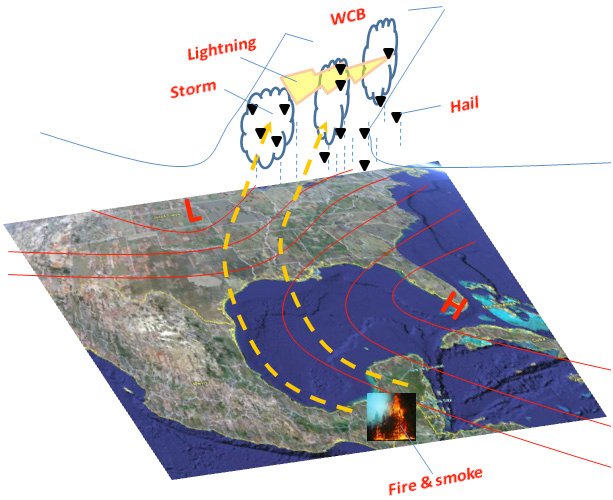 WCB
Lightning
Storm
Hail
L
H
Fire & smoke